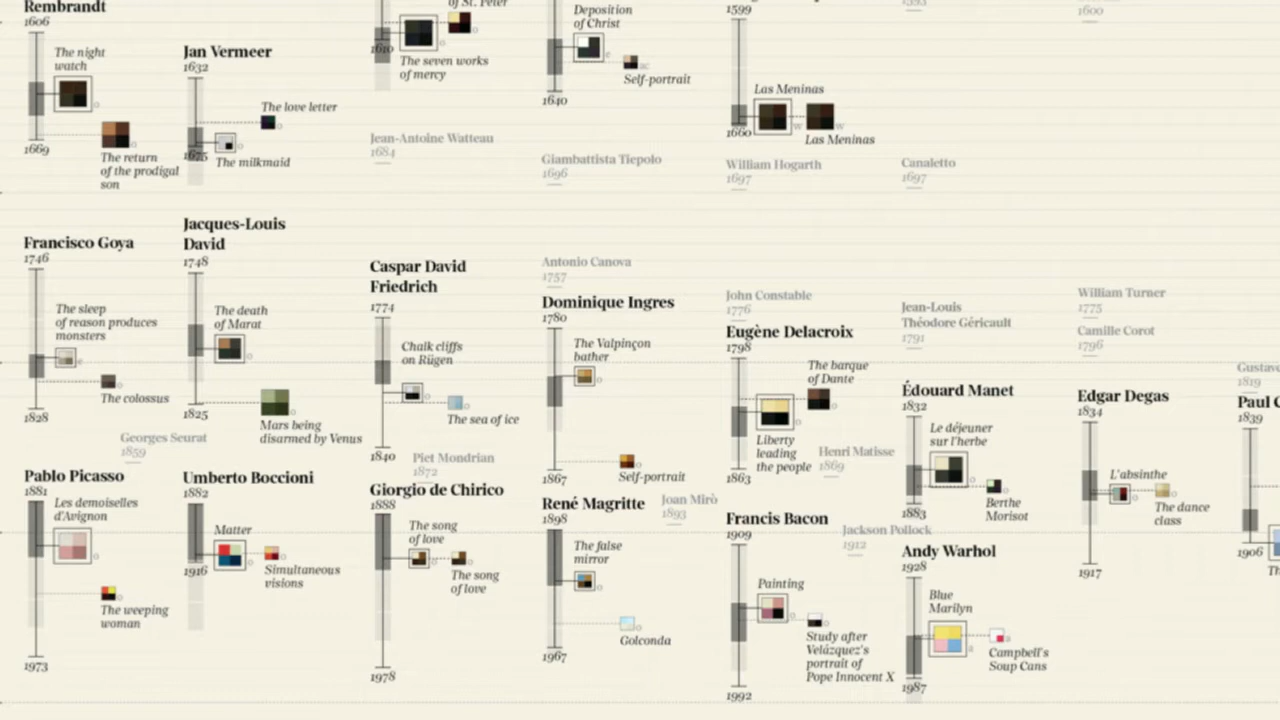 Rembrandt
1606
The night
watch
1669
The return
of the prodigal
son
Jan Vermeer
1632
The love letter
1675
The milkmaid
of St. Peter
1610
The seven works
of mercy
Jean-Antoine Watteau
1684
Deposition
of Christ
Self-portrait
1640
Giambattista Tiepolo
1696
1599
Las Meninas
1660
Las Meninas
William Hogarth
1697
Canaletto
1697
1600
Francisco Goya
1746
The sleep
of reason produces
monsters
The colossus
1828
Jacques-Louis
David
1748
The death
of Marat
1825
Mars being
disarmed by Venus
Georges Seurat
1859
Caspar David
Friedrich
1774
Chalk cliffs
on Rügen
The sea of ice
1840
Piet Mondrian
1872
Antonio Canova
1757
Dominique Ingres
1780
The Valpinçon
bather
1867
Self-portrait
John Constable
1776
Eugène Delacroix
1798
The barque
of Dante
Liberty
leading
the people
1863
Henri Matisse
1869
Jean-Louis
Théodore Géricault
1791
Édouard Manet
1832
Le déjeuner
sur l'herbe
Berthe
Morisot
1883
William Turner
1775
Camille Corot
1796
Edgar Degas
1834
L'absinthe
The dance
class
1917
Gustave
1819
Paul C
1839
1906
Th
Pablo Picasso
1881
Les demoiselles
d'Avignon
The weeping
woman
1973
Umberto Boccioni
1882
Matter
1916
Simultaneous
visions
Giorgio de Chirico
1888
The song
of love
The song
of love
1978
René Magritte
1898
The false
mirror
Golconda
1967
Joan Mirò
1893
Francis Bacon
1909
Painting
Study after
Velázquez's
portrait of
Pope Innocent X
1992
Jackson Pollock
1912
Andy Warhol
1928
Blue
Marilyn
Campbell's
Soup Cans
1987